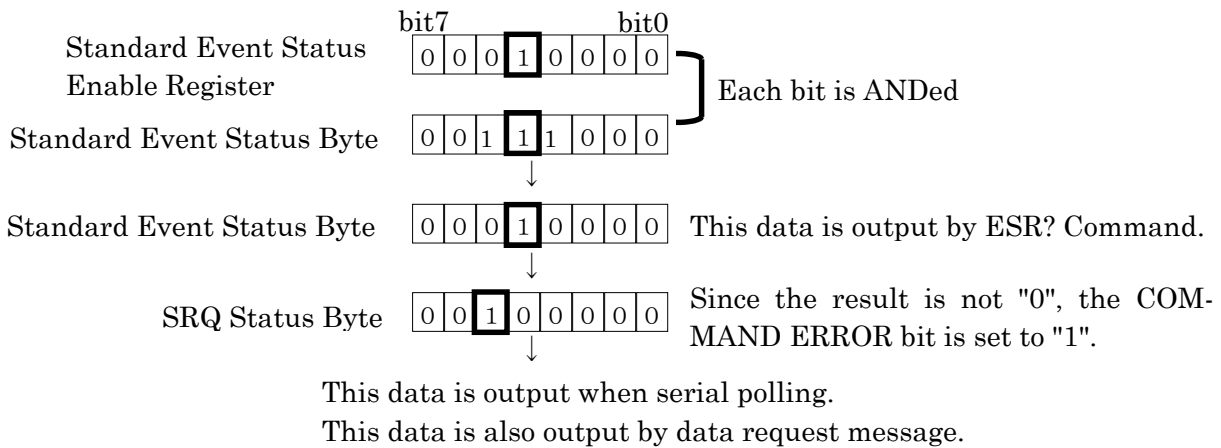 bit7 bit0
Standard Event Status
Enable Register
0 0 0 1 0 0 0 0
Each bit is ANDed
Standard Event Status Byte 0 0 1 1 1 0 0 0
↓
Standard Event Status Byte 0 0 0 1 0 0 0 0 This data is output by ESR? Command.
↓
SRQ Status Byte 0 0 1 0 0 0 0 0
Since the result is not "0", the COM-
MAND ERROR bit is set to "1".
↓
This data is output when serial polling.
This data is also output by data request message.